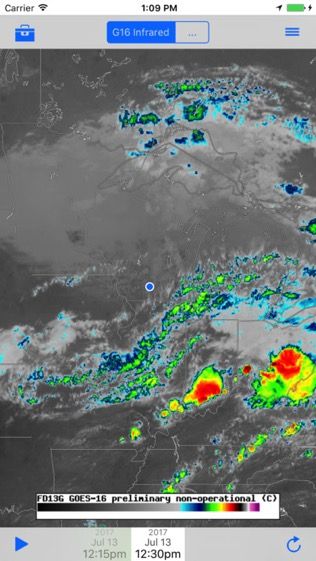 Carrier 1:09 PM
G16 Infrared ...
FD13G GOES-16 preliminary non-operational (C)
2017 2017
Jul 13 Jul 13
12:15pm 12:30pm